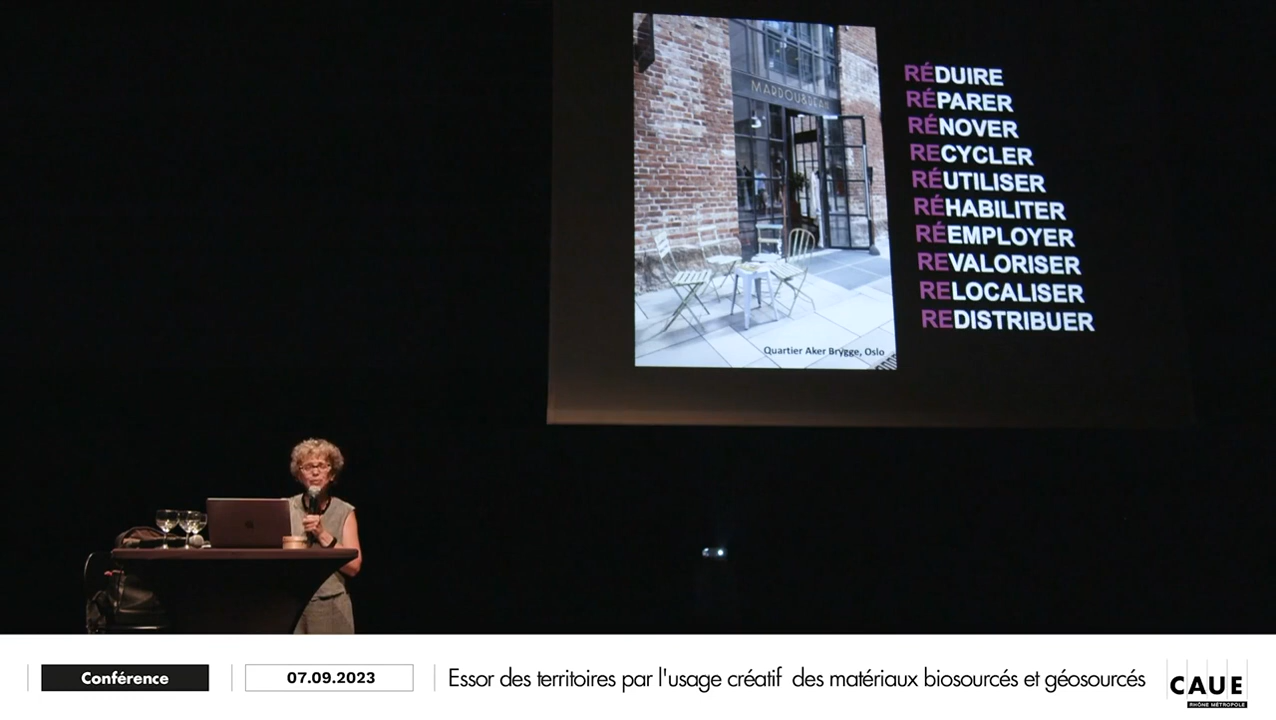 RÉDUIRE
RÉPARER
RÉNOVER
RECYCLER
RÉUTILISER
RÉHABILITER
RÉEMPLOYER
REVALORISER
RELOCALISER
REDISTRIBUER
Quartier Aker Brygge, Oslo
Conférence
07.09.2023
Essor des territoires par l'usage créatif des matériaux biosourcés et géosourcés
CAUE
RHÔNE MÉTROPOLE